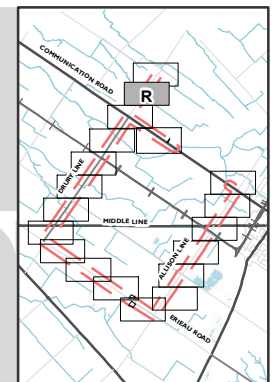 COMMUNICATION ROAD
R
DRURY LINE
MIDDLE LINE
ALLISON LINE
ERIEAU ROAD